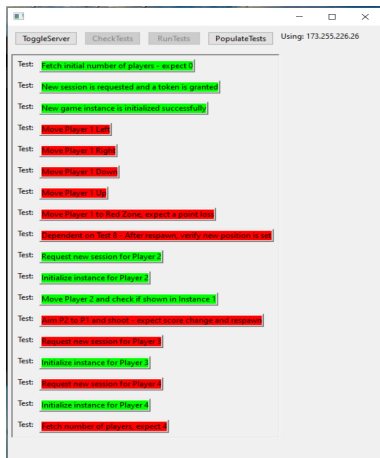 ToggleServer CheckTests RunTests PopulateTests Using: 173.255.226.26
Test: Fetch initial number of players - expect 0
Test: New session is requested and a token is granted
Test: New game instance is initialized successfully
Test: Move Player 1 Left
Test: Move Player 1 Right
Test: Move Player 1 Down
Test: Move Player 1 Up
Test: Move Player 1 to Red Zone, expect a point loss
Test: Dependent on Test 8 - After respawn, verify new position is set
Test: Request new session for Player 2
Test: Initialize instance for Player 2
Test: Move Player 2 and check if shown in Instance 1
Test: Aim P2 to P1 and shoot - expect score change and respawn
Test: Request new session for Player 3
Test: Initialize instance for Player 3
Test: Request new session for Player 4
Test: Initialize instance for Player 4
Test: Fetch number of players, expect 4